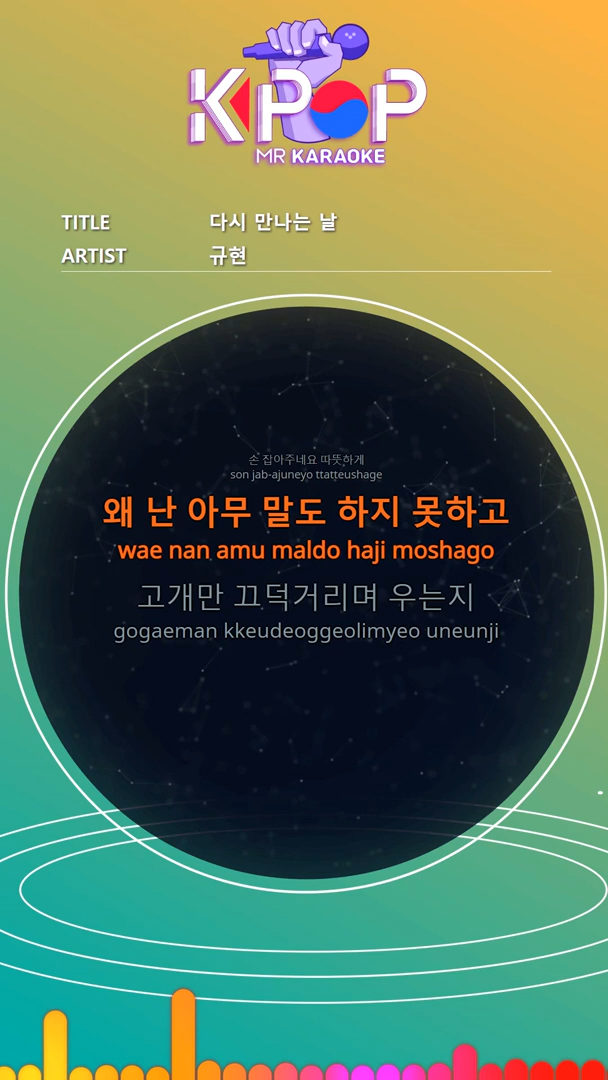 KPOP
MR KARAOKE
TITLE 다시 만나는 날
ARTIST 규현
손 잡아주네요 따뜻하게
son jab-ajuneyo ttatteushage
왜 난 아무 말도 하지 못하고
wae nan amu maldo haji moshago
고개만 끄덕거리며 우는지
gogaeman kkeudeoggeolimyeo uneunji